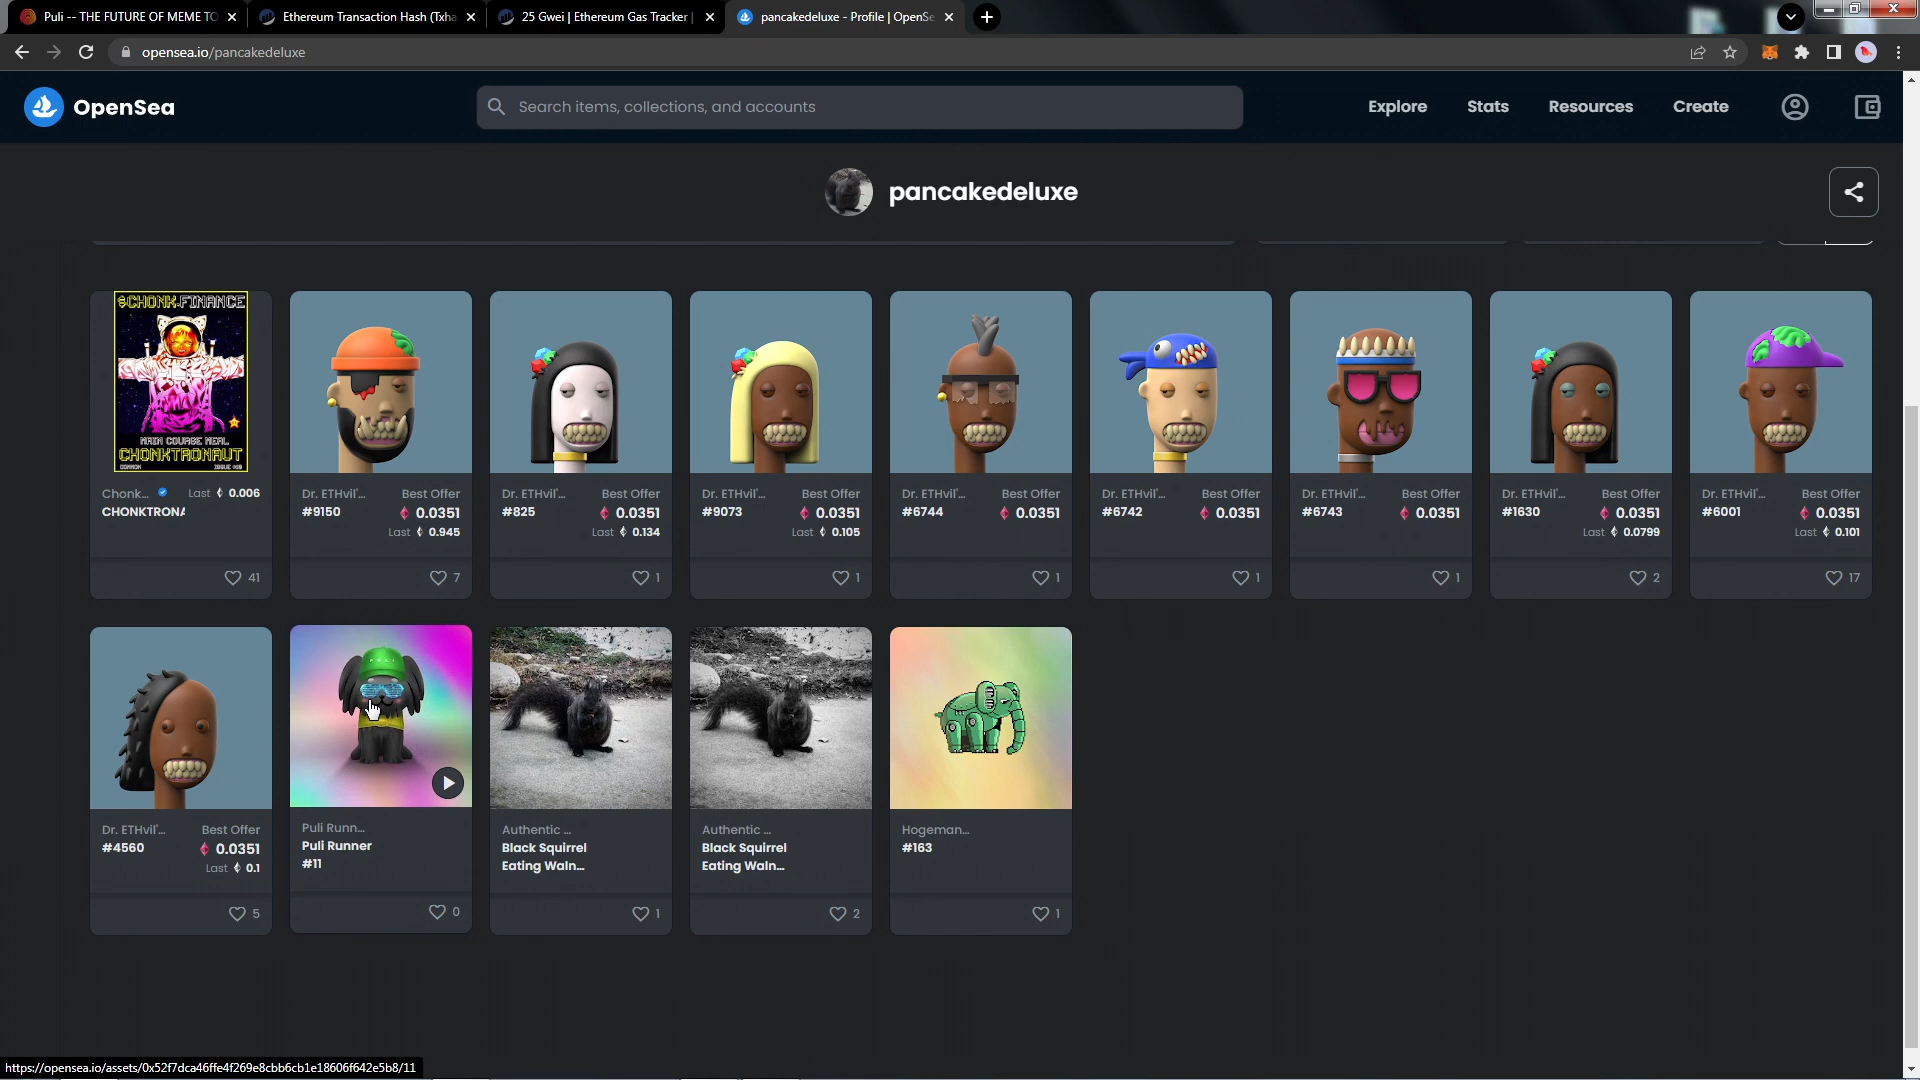 Puli -- THE FUTURE OF MEME TO
Ethereum Transaction Hash (Txha
25 Gwei | Ethereum Gas Tracker |
pancakedeluxe - Profile | OpenSe
opensea.io/pancakedeluxe
OpenSea
Search items, collections, and accounts
Explore
Stats
Resources
Create
pancakedeluxe
$CHONK.FINANCE
MAIN COURSE MEAL
CHONKTRONAUT
COMMON
Chonk... Last 0.006
CHONKTRONA
41
Dr. ETHvil'... Best Offer
#9150 0.0351
Last 0.945
7
Dr. ETHvil'... Best Offer
#825 0.0351
Last 0.134
1
Dr. ETHvil'... Best Offer
#9073 0.0351
Last 0.105
1
Dr. ETHvil'... Best Offer
#6744 0.0351
1
Dr. ETHvil'... Best Offer
#6742 0.0351
1
Dr. ETHvil'... Best Offer
#6743 0.0351
1
Dr. ETHvil'... Best Offer
#1630 0.0351
Last 0.0799
2
Dr. ETHvil'... Best Offer
#6001 0.0351
Last 0.101
17
Dr. ETHvil'... Best Offer
#4560 0.0351
Last 0.1
5
PULI
Puli Runn...
Puli Runner
#11
0
Authentic ...
Black Squirrel
Eating Waln...
1
Authentic ...
Black Squirrel
Eating Waln...
2
Hogeman...
#163
1
https://opensea.io/assets/0x52f7dca46ffe4f269e8cbb6cb1e18606f642e5b8/11